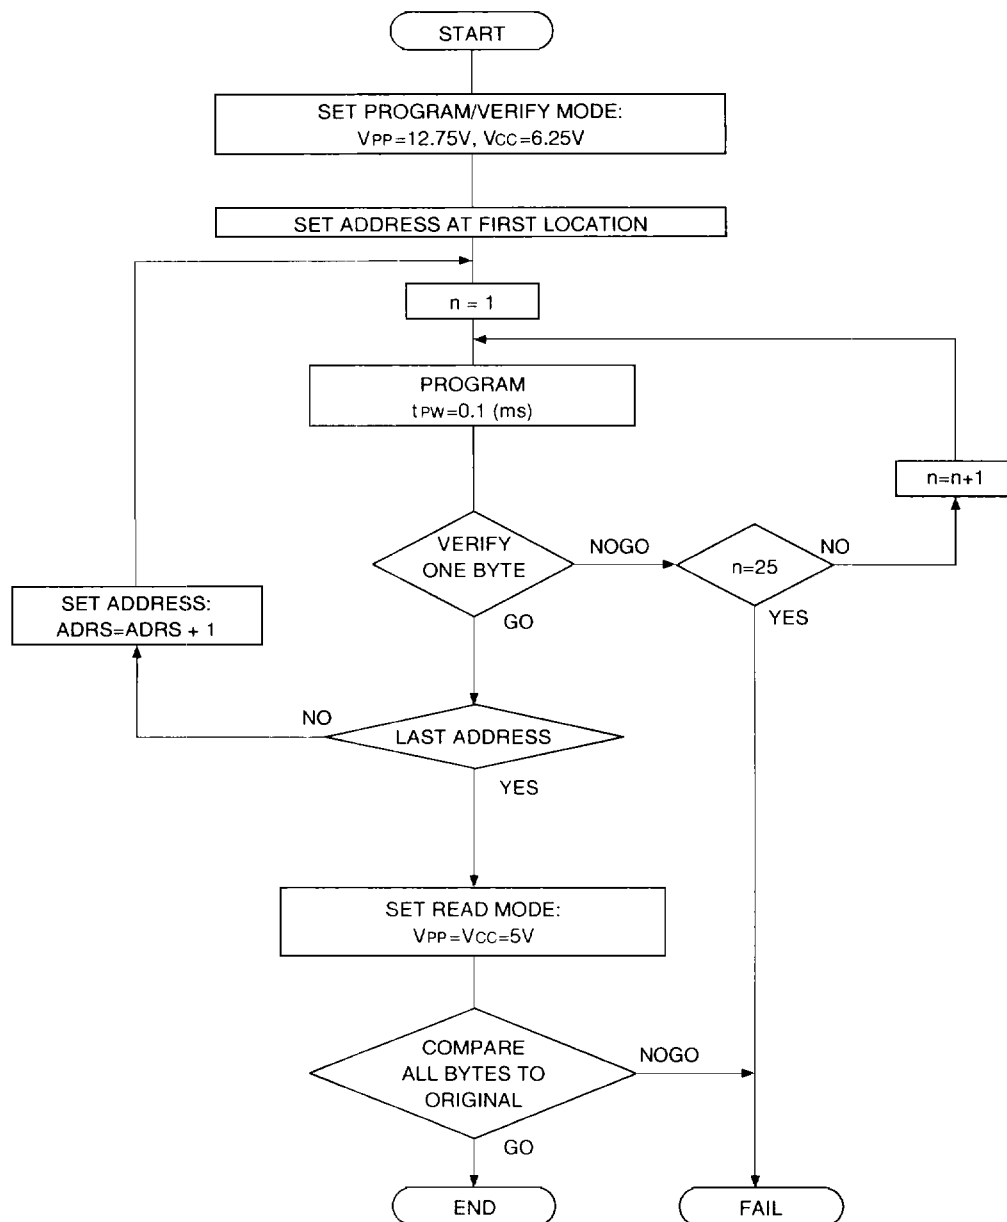 START
SET PROGRAM/VERIFY MODE:
VPP=12.75V, VCC=6.25V
SET ADDRESS AT FIRST LOCATION
n = 1
PROGRAM
tPW=0.1 (ms)
n=n+1
VERIFY
ONE BYTE
NOGO
n=25
NO
GO
YES
SET ADDRESS:
ADRS=ADRS + 1
NO
LAST ADDRESS
YES
SET READ MODE:
VPP=VCC=5V
COMPARE
ALL BYTES TO
ORIGINAL
NOGO
GO
END
FAIL